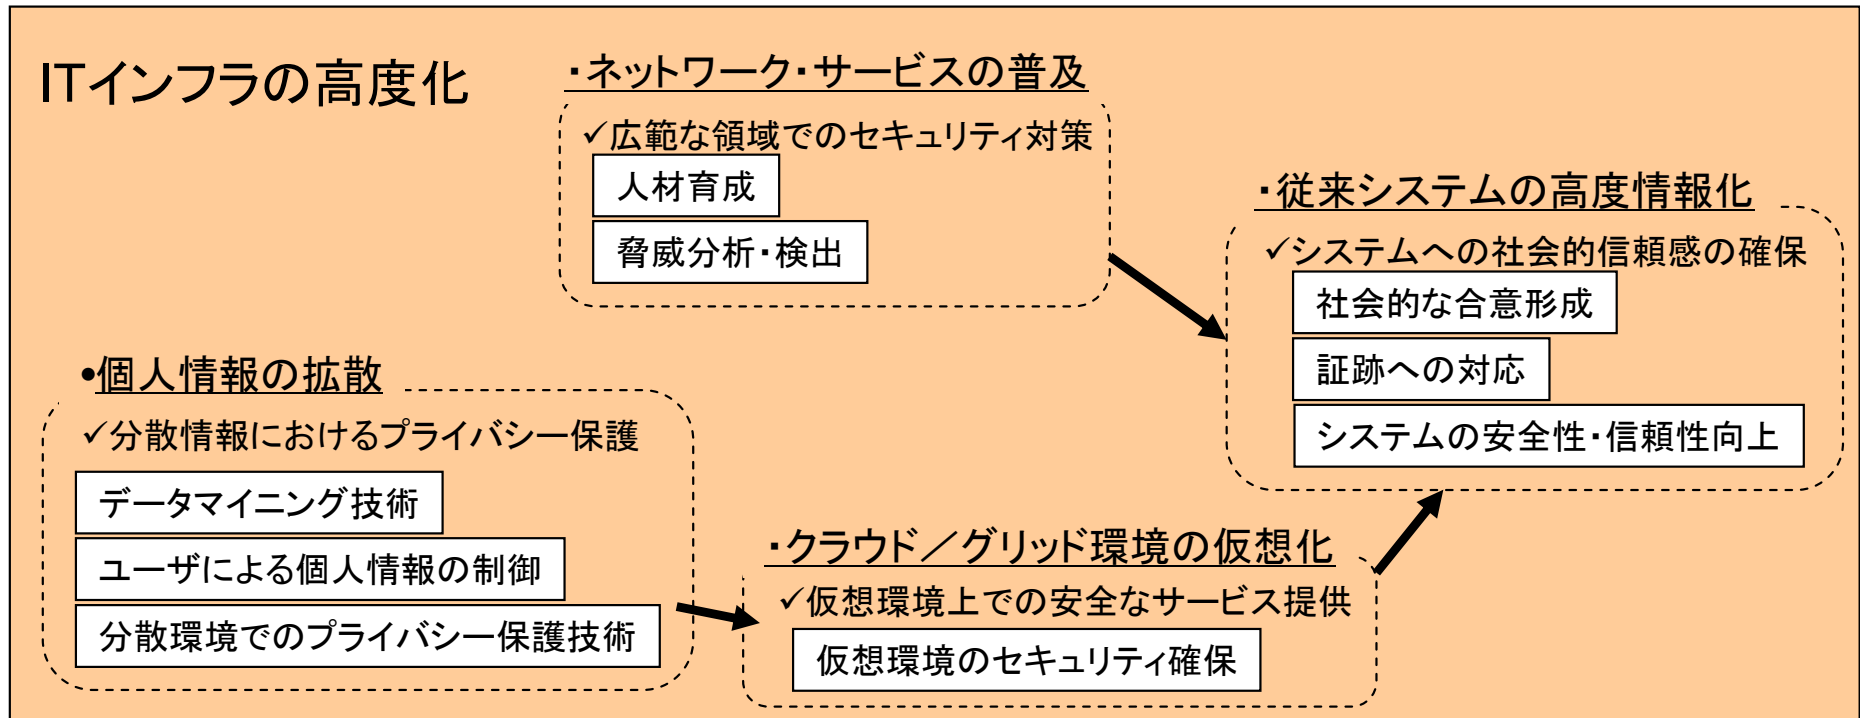 ITインフラの高度化
・ネットワーク・サービスの普及
✓広範な領域でのセキュリティ対策
人材育成
脅威分析・検出
・従来システムの高度情報化
✓システムへの社会的信頼感の確保
社会的な合意形成
証跡への対応
システムの安全性・信頼性向上
•個人情報の拡散
✓分散情報におけるプライバシー保護
データマイニング技術
ユーザによる個人情報の制御
分散環境でのプライバシー保護技術
・クラウド／グリッド環境の仮想化
✓仮想環境上での安全なサービス提供
仮想環境のセキュリティ確保